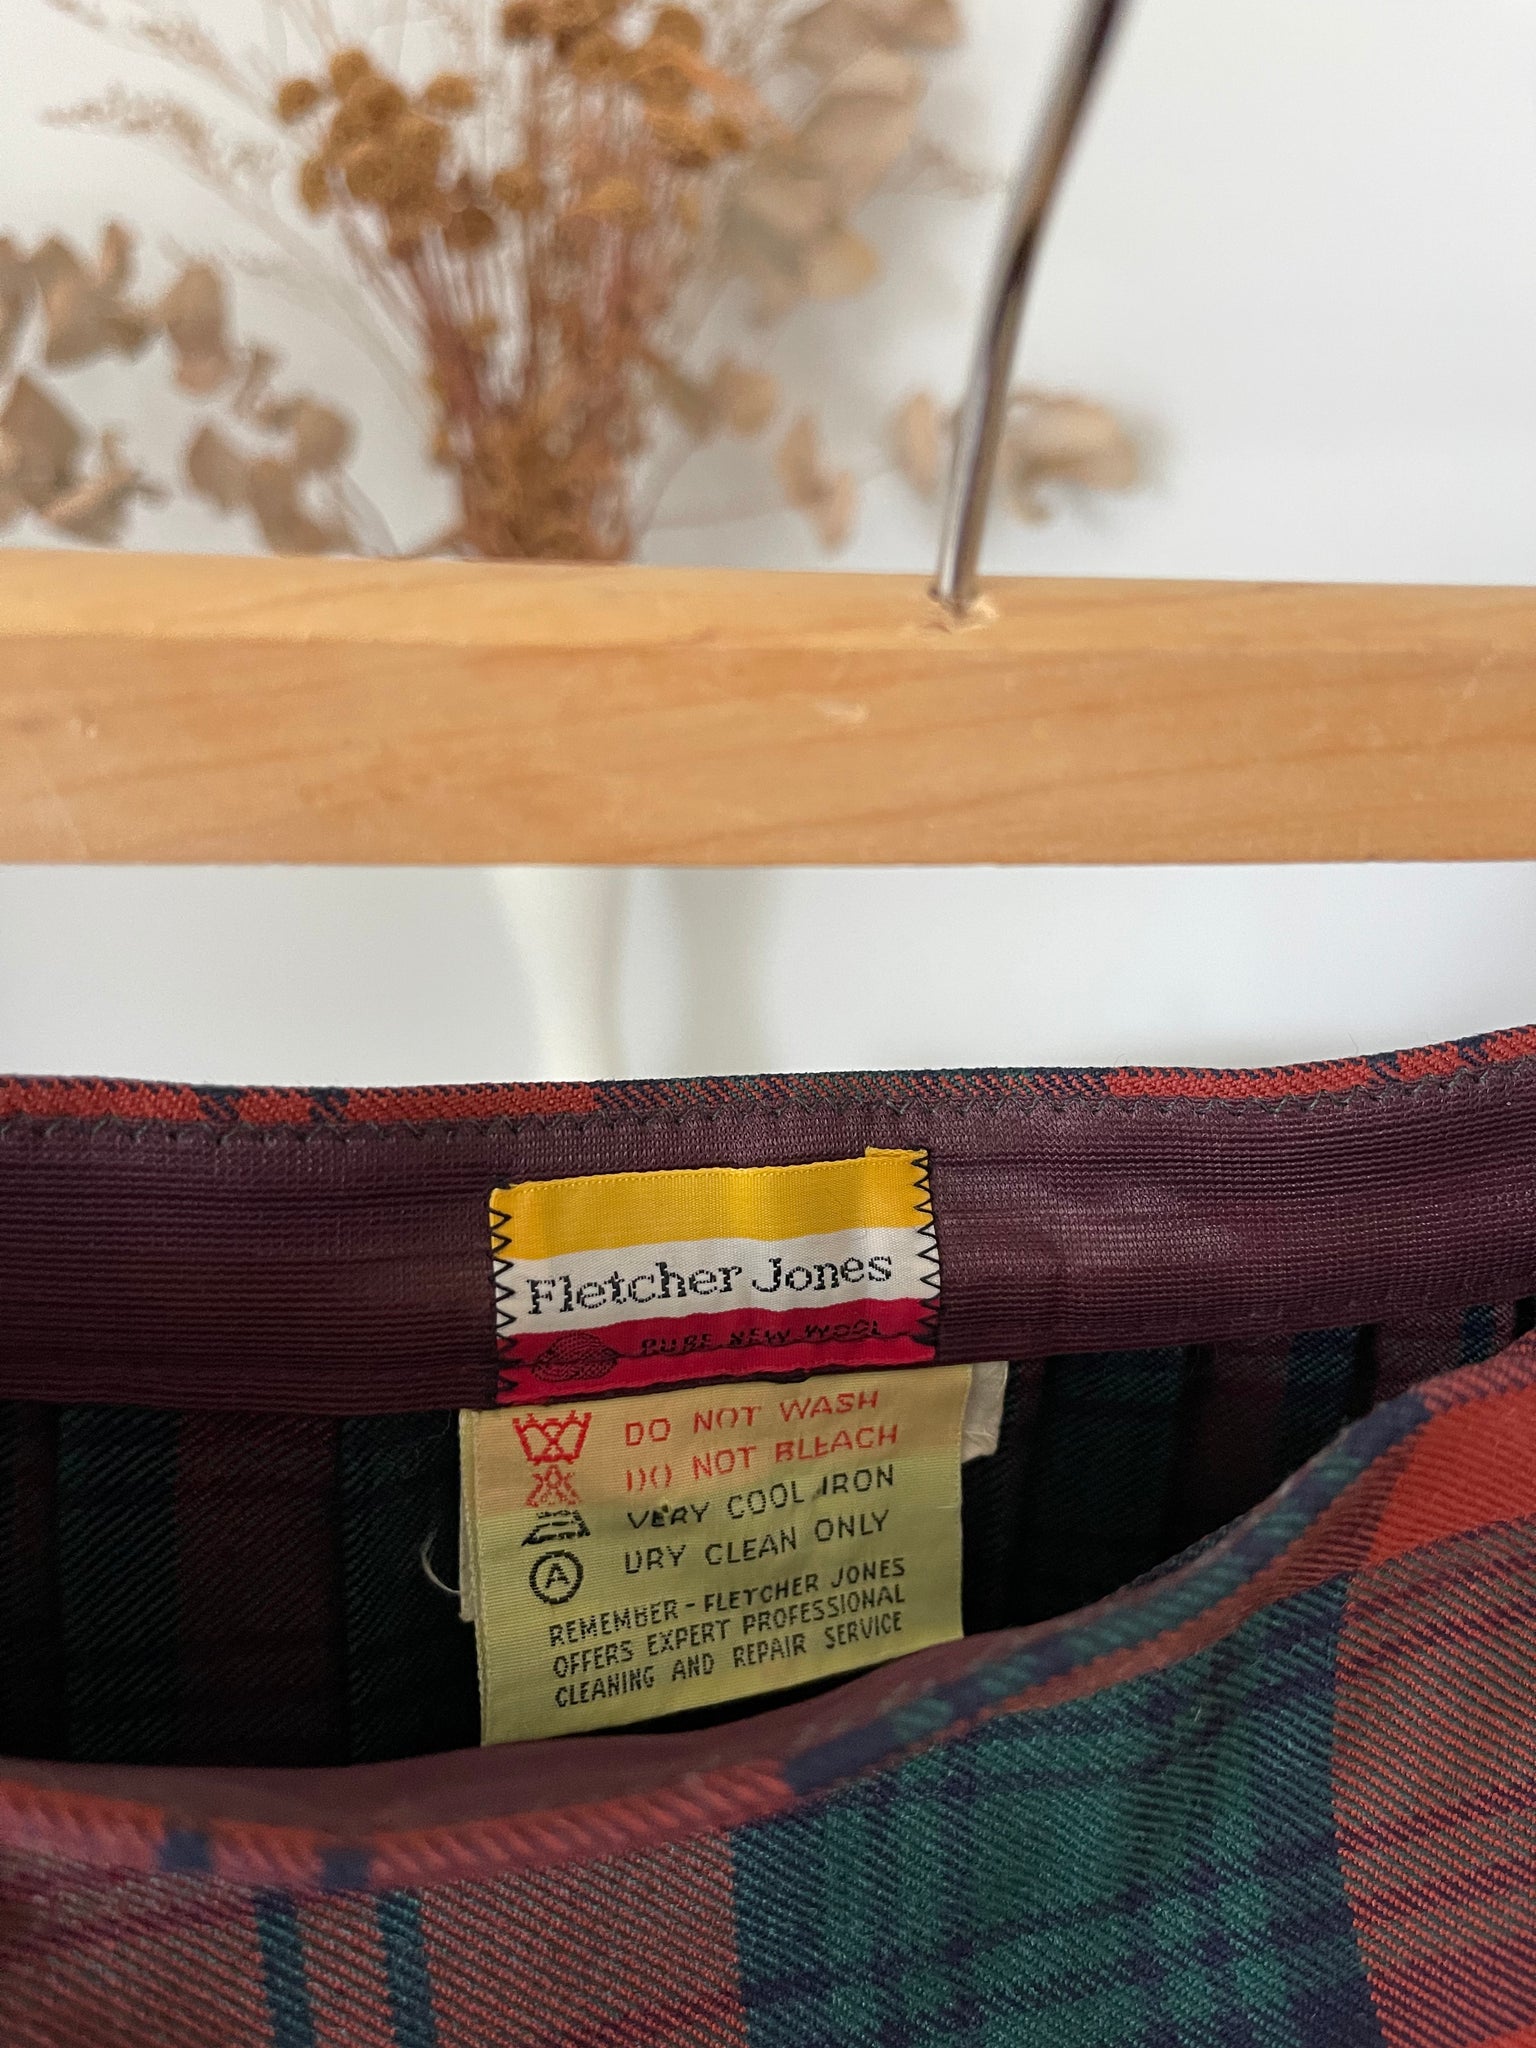 Fletcher Jones
PURE NEW WOOL
DO NOT WASH
DO NOT BLEACH
VERY COOL IRON
A
DRY CLEAN ONLY
REMEMBER - FLETCHER JONES
OFFERS EXPERT PROFESSIONAL
CLEANING AND REPAIR SERVICE